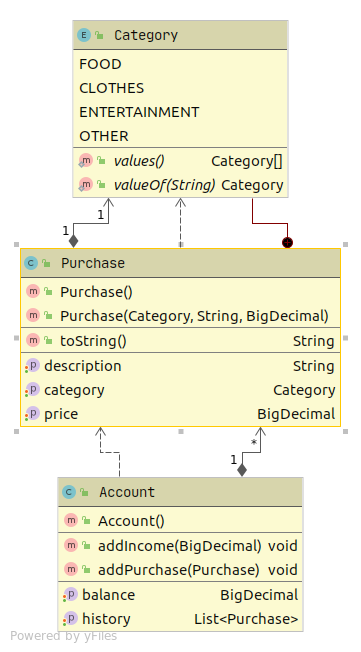 E Category
FOOD
CLOTHES
ENTERTAINMENT
OTHER
m values() Category[]
m valueOf(String) Category
1
1
C Purchase
m Purchase()
m Purchase(Category, String, BigDecimal)
m toString() String
p description String
p category Category
p price BigDecimal
*
1
C Account
m Account()
m addIncome(BigDecimal) void
m addPurchase(Purchase) void
p balance BigDecimal
p history List<Purchase>
Powered by yFiles